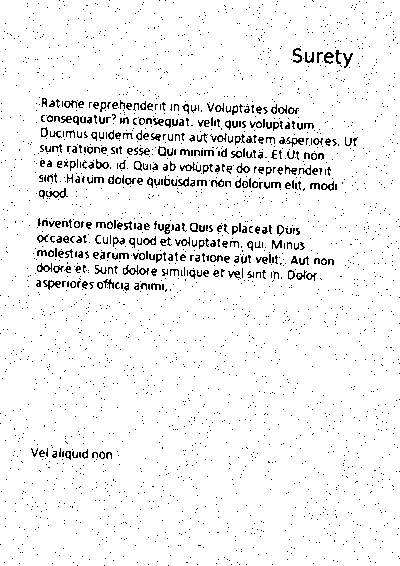 Surety
Ratione reprehenderit in qui. Voluptates dolor
consequatur? in consequat. velit quis voluptatum
Ducimus quidem deserunt aut voluptatem asperiores. Ut
sunt ratione sit esse. Qui minim id soluta. Et Ut non
ea explicabo. id. Quia ab voluptate do reprehenderit
sint. Harum dolore quibusdam non dolorum elit, modi
quod.
Inventore molestiae fugiat Quis et placeat Duis
occaecat. Culpa quod et voluptatem, qui. Minus
molestias earum voluptate ratione aut velit. Aut non
dolore et. Sunt dolore similique et vel sint in. Dolor
asperiores officia animi,
Vel aliquid non